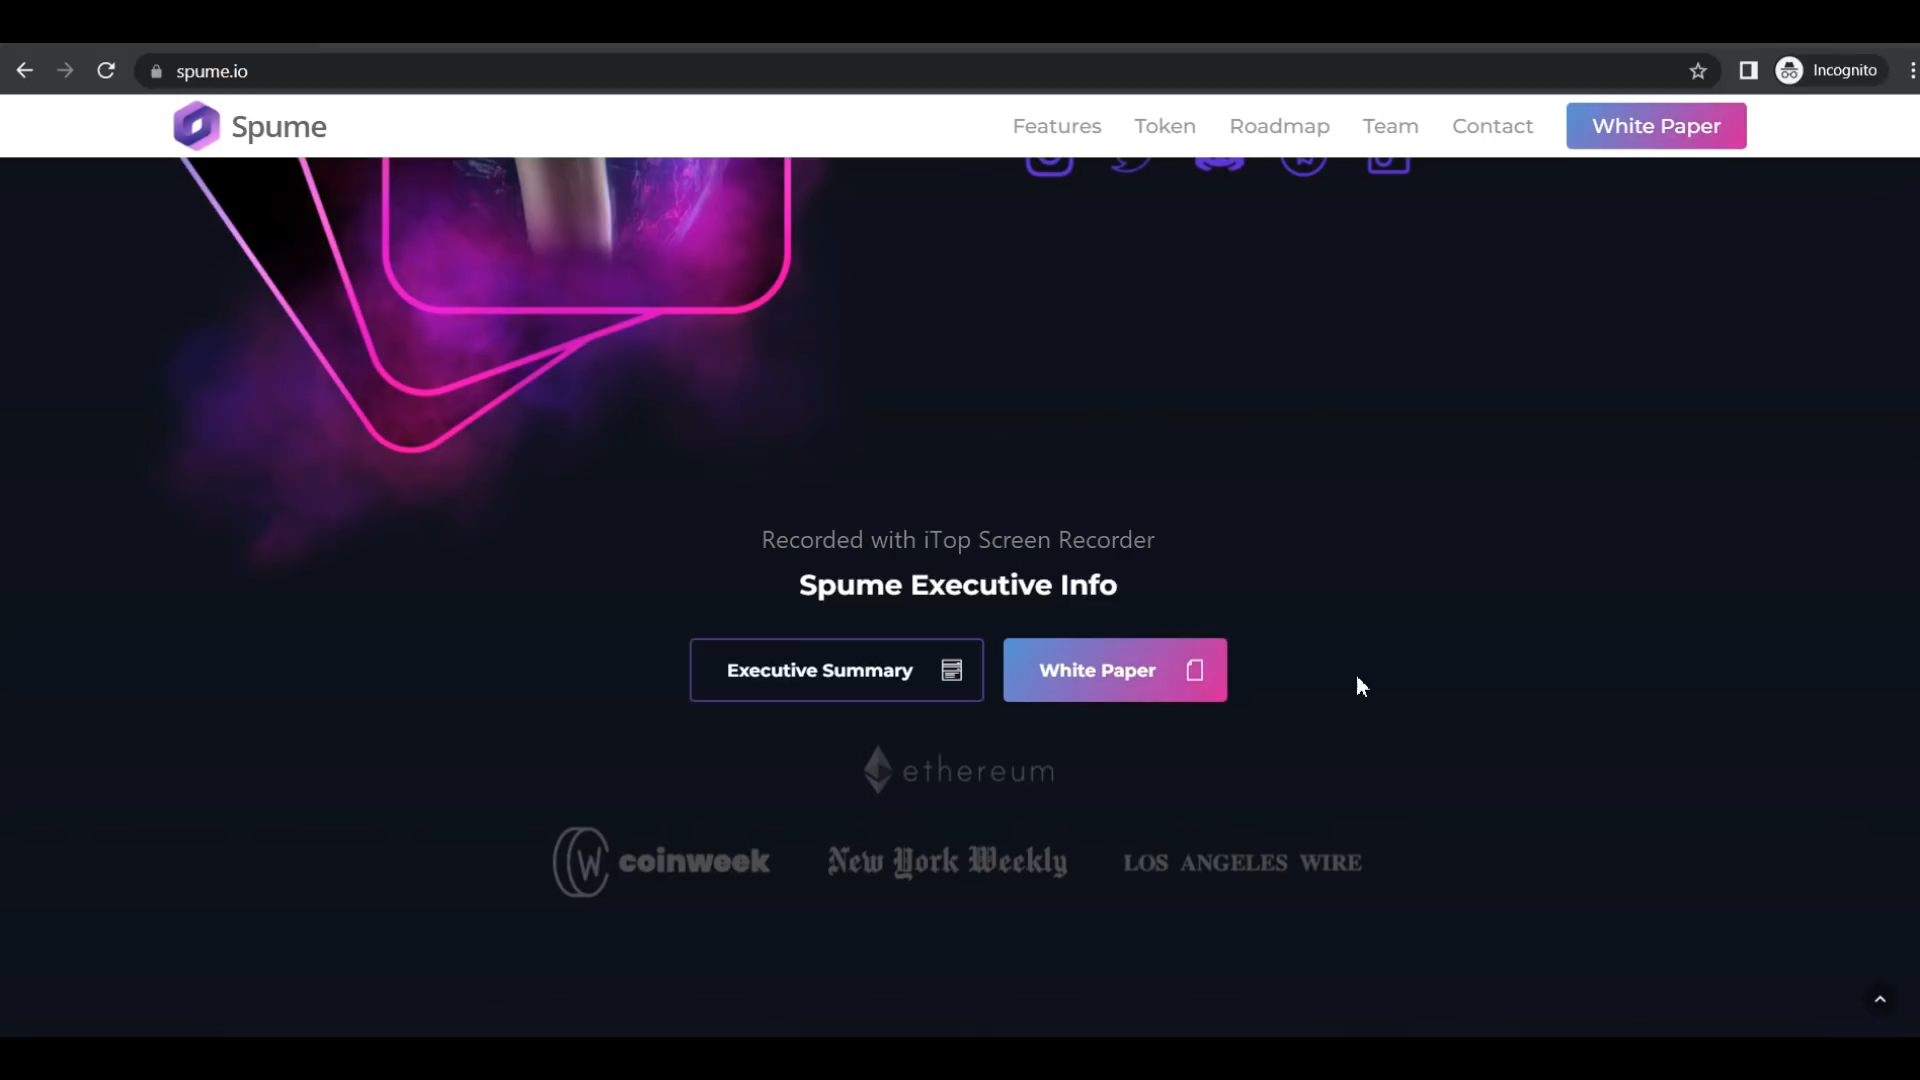 spume.io
Incognito
Spume
Features Token Roadmap Team Contact White Paper
Recorded with iTop Screen Recorder
Spume Executive Info
Executive Summary White Paper
ethereum
CW coinweek New York Weekly LOS ANGELES WIRE